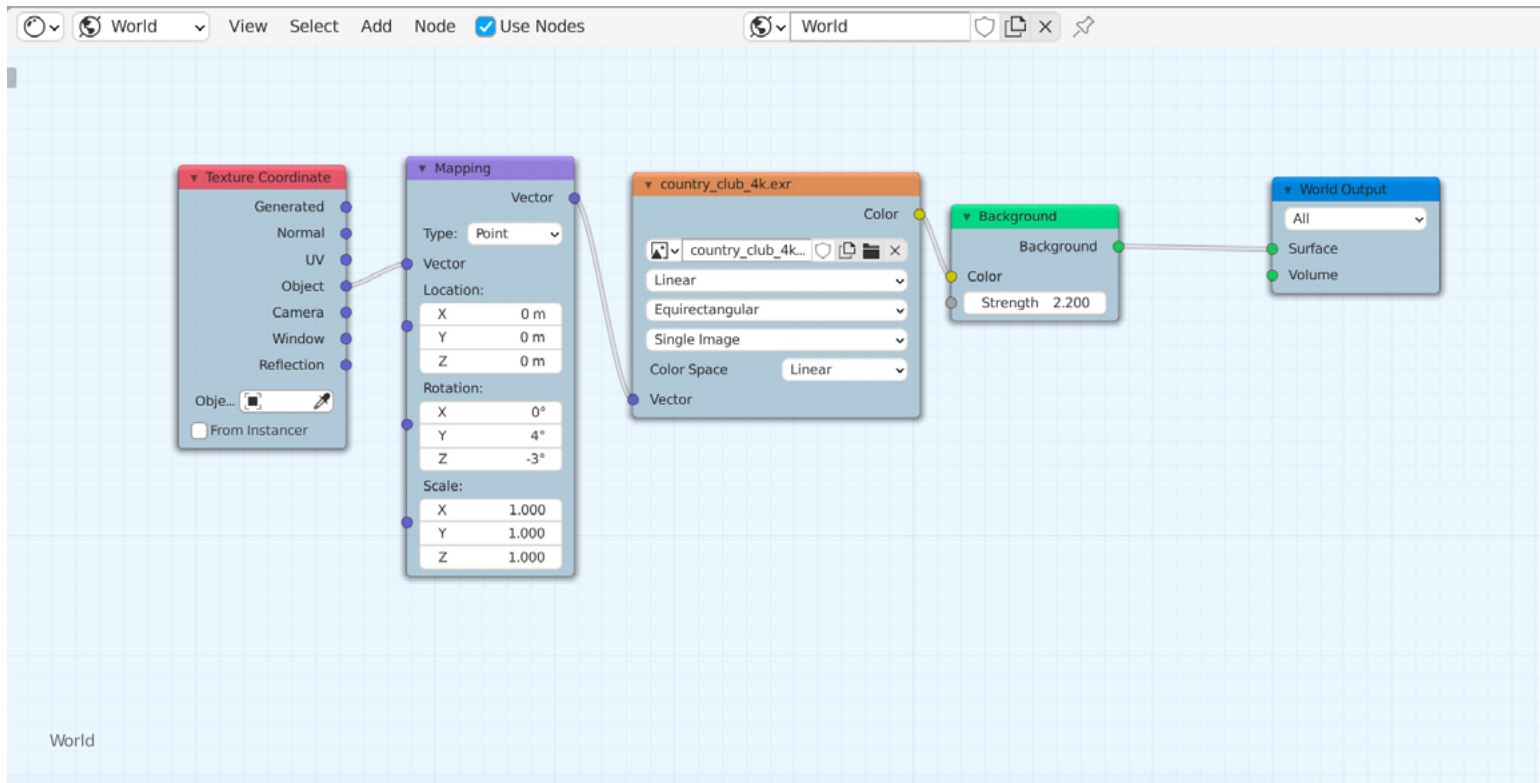 World View Select Add Node Use Nodes World
Texture Coordinate
Generated
Normal
UV
Object
Camera
Window
Reflection
Obje...
From Instancer
Mapping
Vector
Type: Point
Vector
Location:
X 0 m
Y 0 m
Z 0 m
Rotation:
X 0°
Y 4°
Z -3°
Scale:
X 1.000
Y 1.000
Z 1.000
country_club_4k.exr
Color
country_club_4k...
Linear
Equirectangular
Single Image
Color Space Linear
Vector
Background
Background
Color
Strength 2.200
World Output
All
Surface
Volume
World